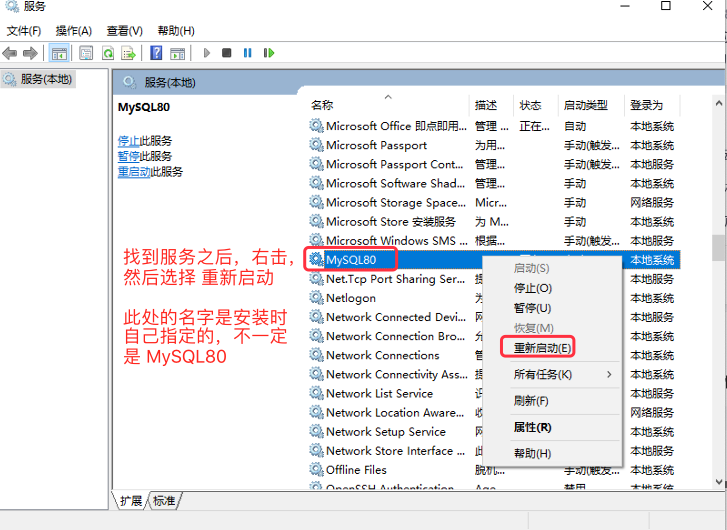 服务
文件(F) 操作(A) 查看(V) 帮助(H)
服务(本地)
服务(本地)
MySQL80
停止此服务
暂停此服务
重启动此服务
找到服务之后，右击，
然后选择 重新启动
此处的名字是安装时
自己指定的，不一定
是 MySQL80
名称 描述 状态 启动类型 登录为
Microsoft Office 即点即用... 管理 ... 正在... 自动 本地系统
Microsoft Passport 为用... 手动(触发... 本地系统
Microsoft Passport Cont... 管理... 手动(触发... 本地服务
Microsoft Software Shad... 管理... 手动 本地系统
Microsoft Storage Space... Micr... 手动 网络服务
Microsoft Store 安装服务 为 M... 手动 本地系统
Microsoft Windows SMS ... 根据... 手动(触发... 本地服务
MySQL80 本地系统
Net.Tcp Port Sharing Ser... 本地服务
Netlogon 本地系统
Network Connected Devi... 本地服务
Network Connection Bro... 本地系统
Network Connections 本地系统
Network Connectivity Ass... 本地系统
Network List Service 本地服务
Network Location Aware... 网络服务
Network Setup Service 本地系统
Network Store Interface ... 本地服务
Offline Files 脱机... 手动(触发... 本地系统
OpenSSH Authentication Age 禁用 本地系统
启动(S)
停止(O)
暂停(U)
恢复(M)
重新启动(E)
所有任务(K)
刷新(F)
属性(R)
帮助(H)
扩展 标准